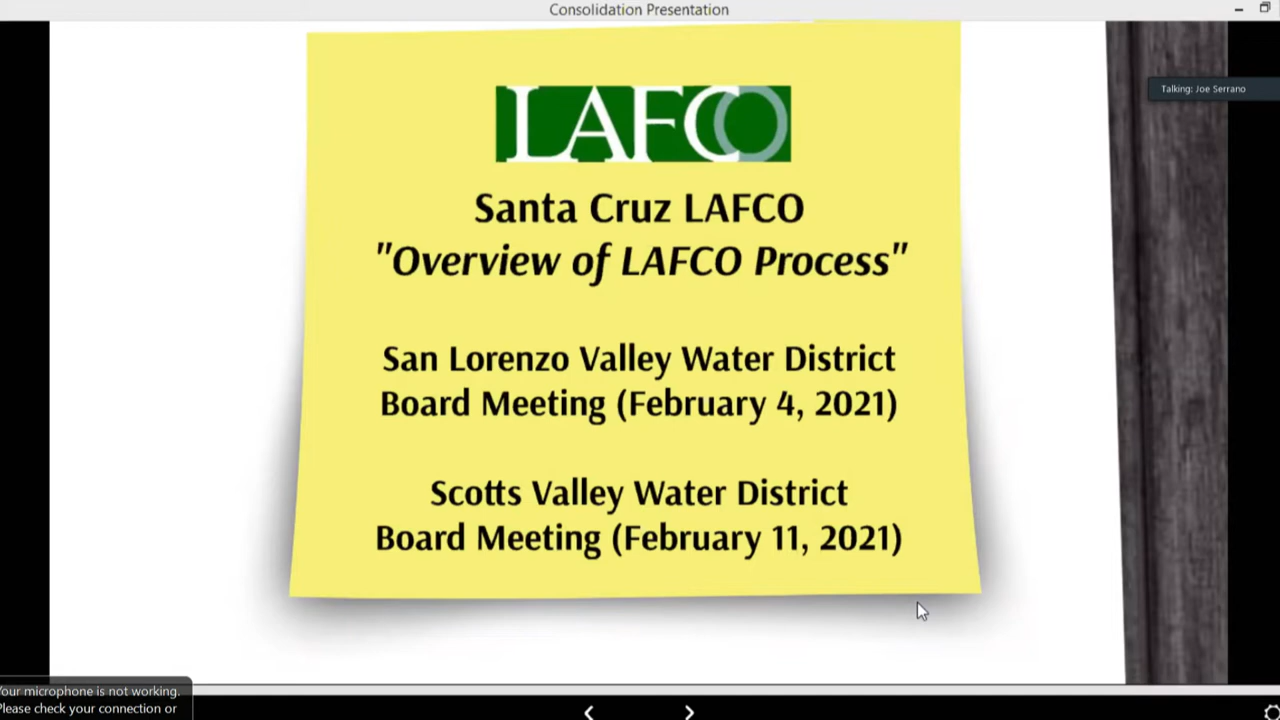 Consolidation Presentation
Talking: Joe Serrano
LAFCO
Santa Cruz LAFCO
"Overview of LAFCO Process"
San Lorenzo Valley Water District
Board Meeting (February 4, 2021)
Scotts Valley Water District
Board Meeting (February 11, 2021)
Your microphone is not working.
Please check your connection or